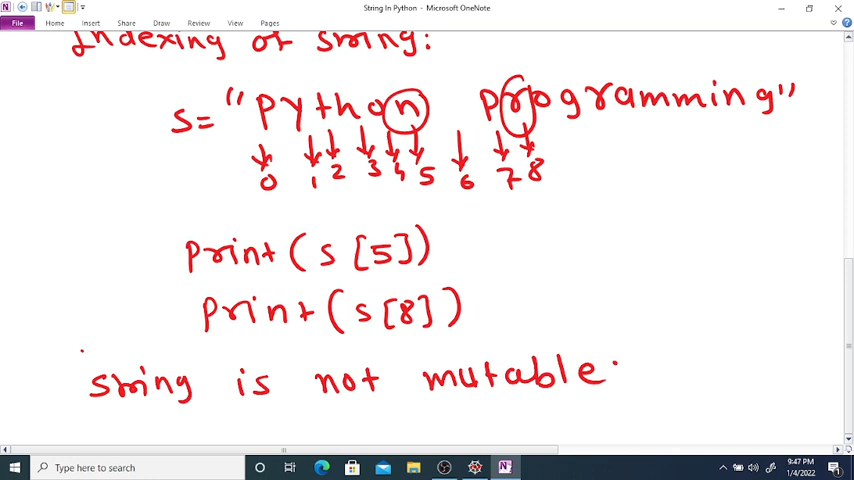 String In Python - Microsoft OneNote
File Home Insert Share Draw Review View Pages
Indexing of string:
s= "Python Programming"
0 1 2 3 4 5 6 7 8
print(s[5])
Print(s[8])
string is not mutable.
Type here to search
9:47 PM
1/4/2022